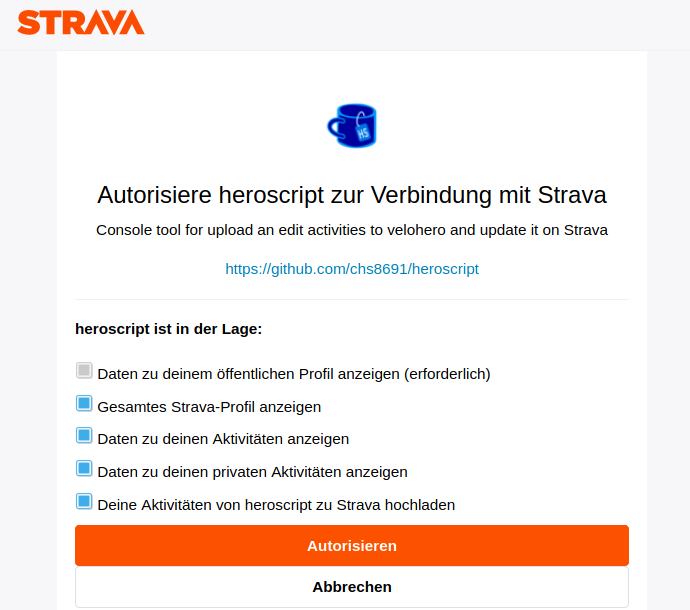 STRAVA
HS
Autorisiere heroscript zur Verbindung mit Strava
Console tool for upload an edit activities to velohero and update it on Strava
https://github.com/chs8691/heroscript
heroscript ist in der Lage:
Daten zu deinem öffentlichen Profil anzeigen (erforderlich)
Gesamtes Strava-Profil anzeigen
Daten zu deinen Aktivitäten anzeigen
Daten zu deinen privaten Aktivitäten anzeigen
Deine Aktivitäten von heroscript zu Strava hochladen
Autorisieren
Abbrechen